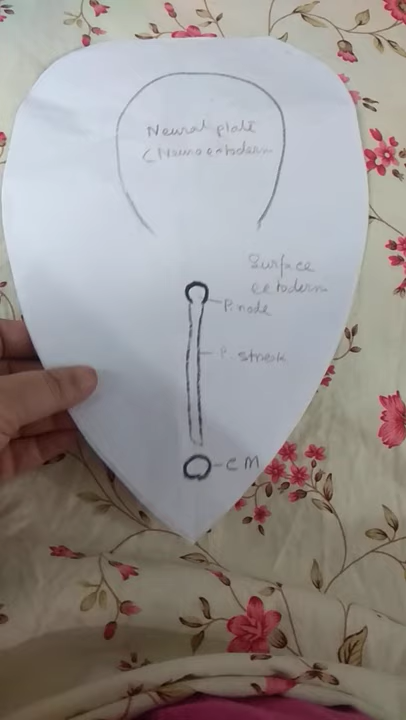 Neural plate
(Neuroectoderm
Surface
ectoderm
P. node
P. streak
CM